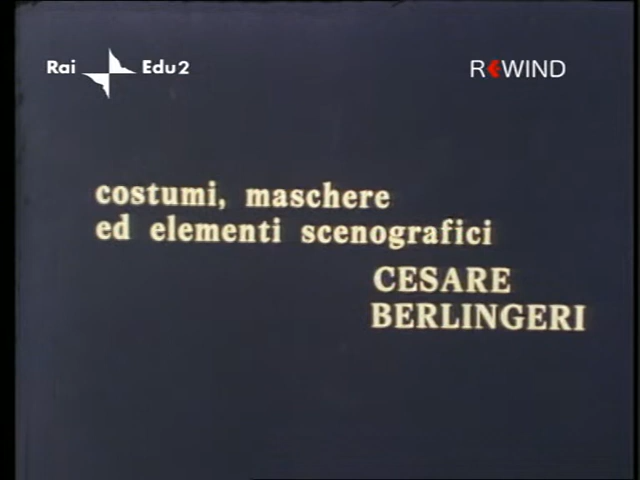 Rai Edu2
REWIND
costumi, maschere
ed elementi scenografici
CESARE
BERLINGERI